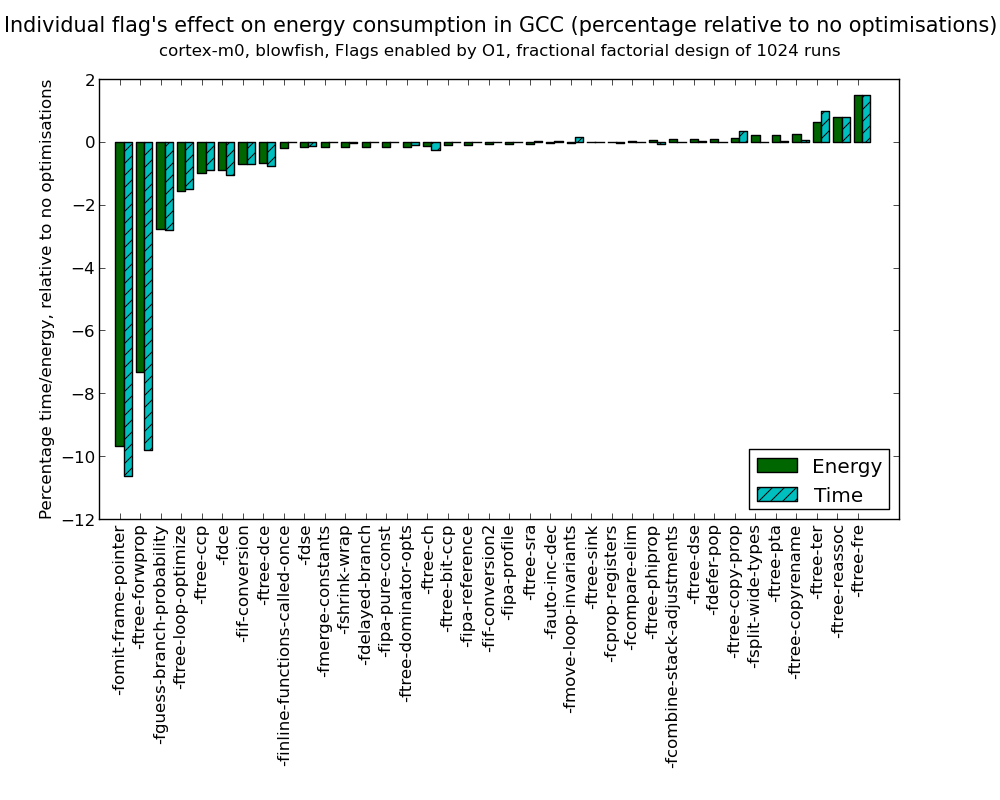 Individual flag's effect on energy consumption in GCC (percentage relative to no optimisations)
cortex-m0, blowfish, Flags enabled by O1, fractional factorial design of 1024 runs
Percentage time/energy, relative to no optimisations
2
0
−2
−4
−6
−8
−10
−12
Energy
Time
-fomit-frame-pointer
-ftree-forwprop
-fguess-branch-probability
-ftree-loop-optimize
-ftree-ccp
-fdce
-fif-conversion
-ftree-dce
-finline-functions-called-once
-fdse
-fmerge-constants
-fshrink-wrap
-fdelayed-branch
-fipa-pure-const
-ftree-dominator-opts
-ftree-ch
-ftree-bit-ccp
-fipa-reference
-fif-conversion2
-fipa-profile
-ftree-sra
-fauto-inc-dec
-fmove-loop-invariants
-ftree-sink
-fcprop-registers
-fcompare-elim
-ftree-phiprop
-fcombine-stack-adjustments
-ftree-dse
-fdefer-pop
-ftree-copy-prop
-fsplit-wide-types
-ftree-pta
-ftree-copyrename
-ftree-ter
-ftree-reassoc
-ftree-fre